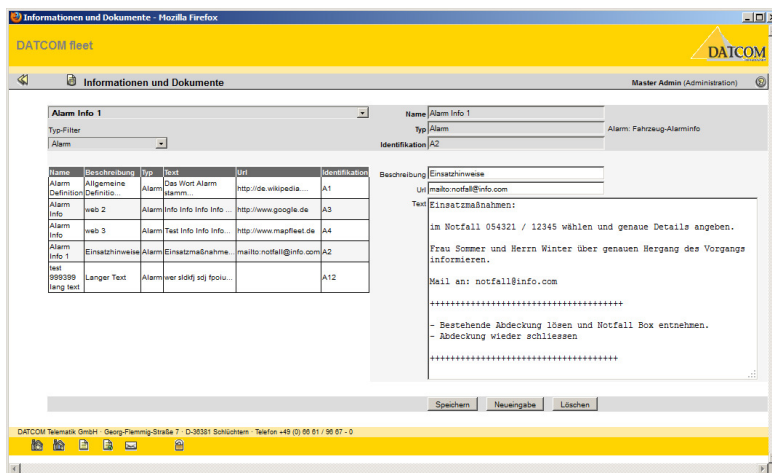 Informationen und Dokumente - Mozilla Firefox
DATCOM fleet
DATCOM
Informationen und Dokumente
Master Admin (Administration)
Alarm Info 1
Typ-Filter
Alarm
Name Alarm Info 1
Typ Alarm
Alarm: Fahrzeug-Alarminfo
Identifikation A2
Name Beschreibung Typ Text Url Identifikation
Alarm Definition Allgemeine Definitio... Alarm Das Wort Alarm stamm... http://de.wikipedia.... A1
Alarm Info web 2 Alarm Info Info Info Info ... http://www.google.de A3
Alarm Info web 3 Alarm Test Info Info Info... http://www.mapfleet.de A4
Alarm Info 1 Einsatzhinweise Alarm Einsatzmaßnahme... mailto:notfall@info.com A2
test 999399 lang text Langer Text Alarm wer sldkfj sdj fpoiu... A12
Beschreibung Einsatzhinweise
Url mailto:notfall@info.com
Text Einsatzmaßnahmen:
im Notfall 054321 / 12345 wählen und genaue Details angeben.
Frau Sommer und Herrn Winter über genauen Hergang des Vorgangs
informieren.
Mail an: notfall@info.com
++++++++++++++++++++++++++++++++++++++
- Bestehende Abdeckung lösen und Notfall Box entnehmen.
- Abdeckung wieder schliessen
+++++++++++++++++++++++++++++++++++++
Speichern Neueingabe Löschen
DATCOM Telematik GmbH · Georg-Flemmig-Straße 7 · D-36381 Schlüchtern · Telefon +49 (0) 66 61 / 96 67 - 0